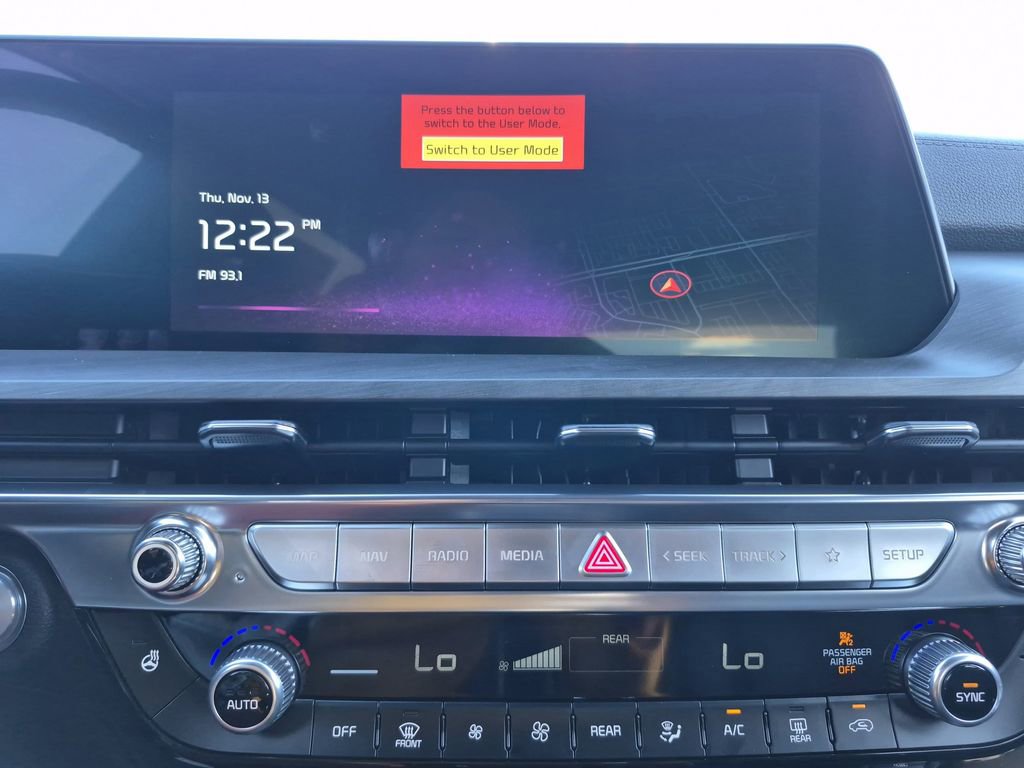 Press the button below to
switch to the User Mode.
Switch to User Mode
Thu, Nov. 13
12:22 PM
FM 93.1
MAP
NAV
RADIO
MEDIA
< SEEK
TRACK >
SETUP
Lo
REAR
Lo
PASSENGER
AIR BAG
OFF
AUTO
SYNC
OFF
FRONT
REAR
A/C
REAR